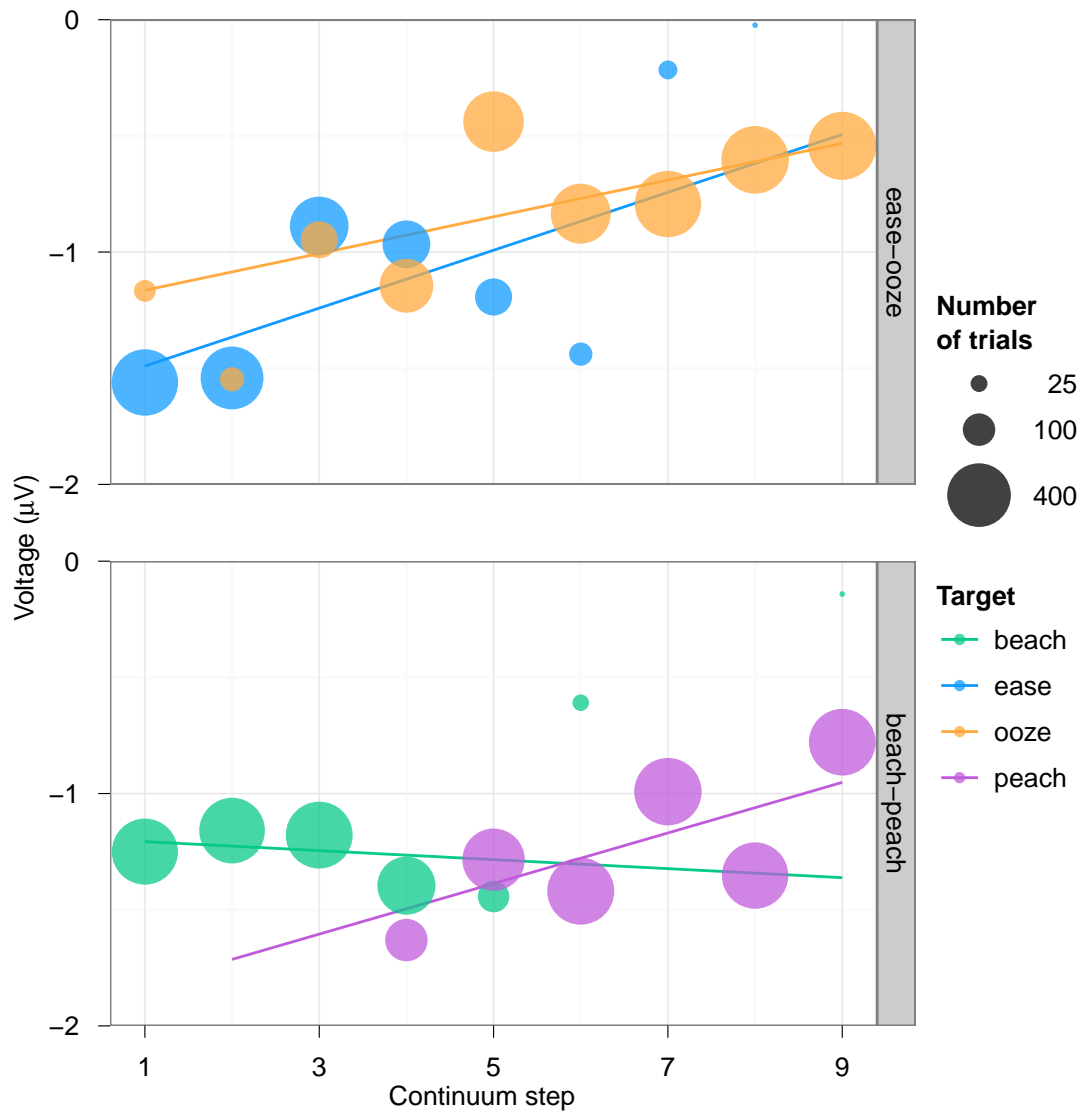 0
−1
−2
ease−ooze
0
−1
−2
beach−peach
1 3 5 7 9
Continuum step
Voltage (μV)
Number
of trials
25
100
400
Target
beach
ease
ooze
peach